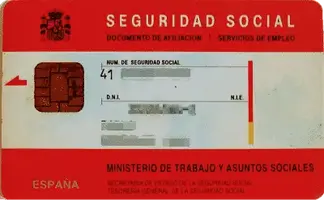 SEGURIDAD SOCIAL
DOCUMENTO DE AFILIACION / SERVICIOS DE EMPLEO
NUM. DE SEGURIDAD SOCIAL
41
D.N.I. N.I.E.
MINISTERIO DE TRABAJO Y ASUNTOS SOCIALES
ESPAÑA SECRETARIA DE ESTADO DE LA SEGURIDAD SOCIAL
TESORERIA GENERAL DE LA SEGURIDAD SOCIAL